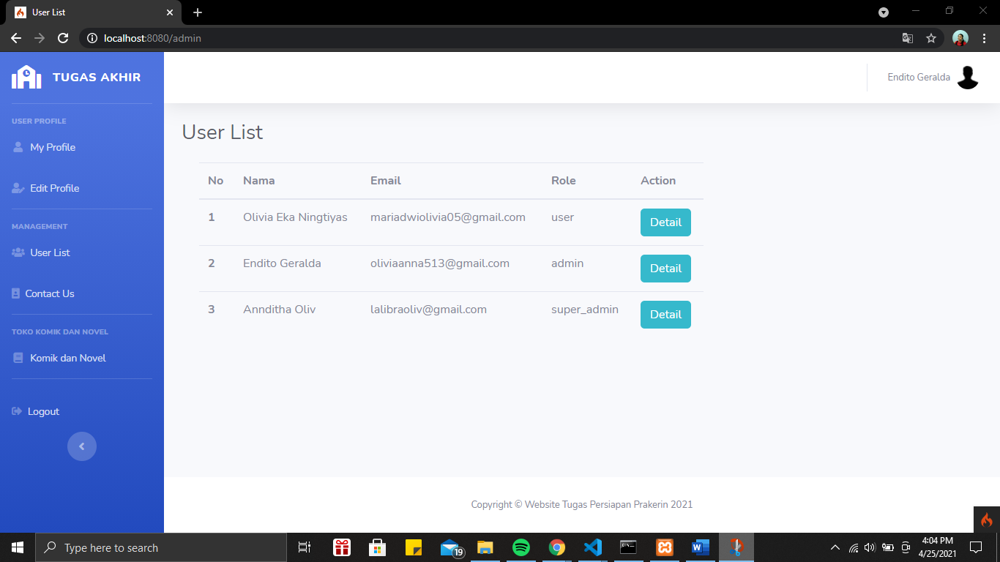 User List
localhost:8080/admin
TUGAS AKHIR
Endito Geralda
USER PROFILE
My Profile
Edit Profile
MANAGEMENT
User List
Contact Us
TOKO KOMIK DAN NOVEL
Komik dan Novel
Logout
User List
No Nama Email Role Action
1 Olivia Eka Ningtiyas mariadwiolivia05@gmail.com user Detail
2 Endito Geralda oliviaanna513@gmail.com admin Detail
3 Annditha Oliv lalibraoliv@gmail.com super_admin Detail
Copyright © Website Tugas Persiapan Prakerin 2021
Type here to search
19
4:04 PM
4/25/2021